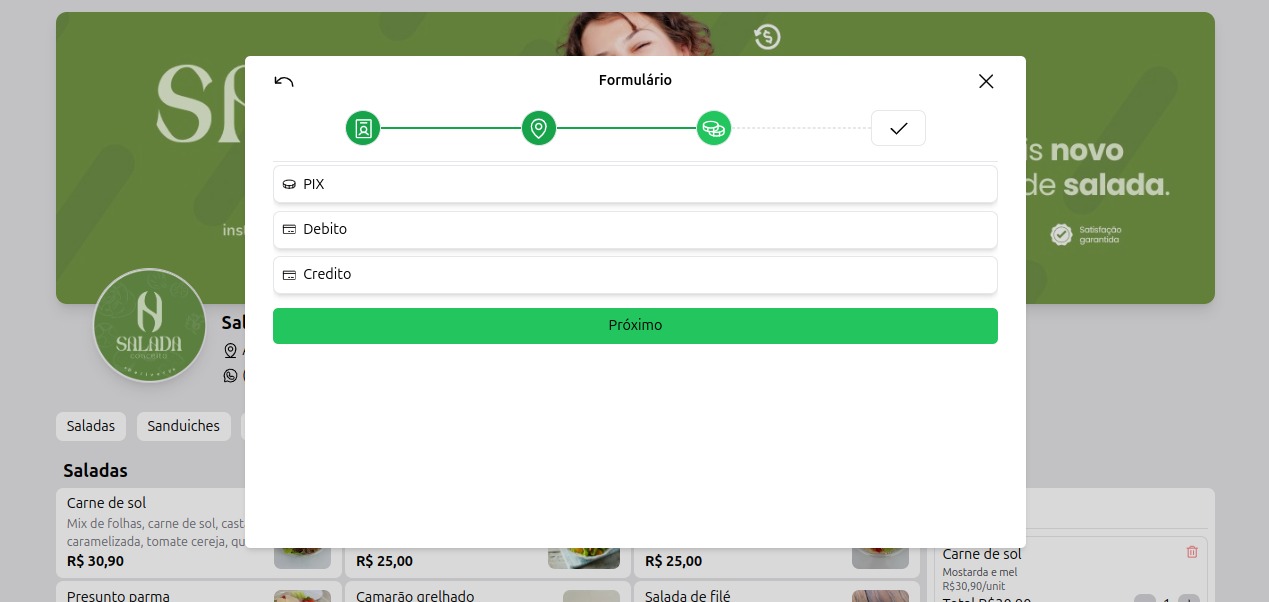 Formulário
is novo
de salada.
inst
Satisfação
garantida
PIX
Debito
Credito
Próximo
SALADA
conceito
Sal
Saladas
Sanduiches
Saladas
Carne de sol
Mix de folhas, carne de sol, cast
caramelizada, tomate cereja, qu
R$ 30,90
R$ 25,00
R$ 25,00
Carne de sol
Mostarda e mel
R$30,90/unit
Total R$30,90
1
Presunto parma
Camarão grelhado
Salada de filé